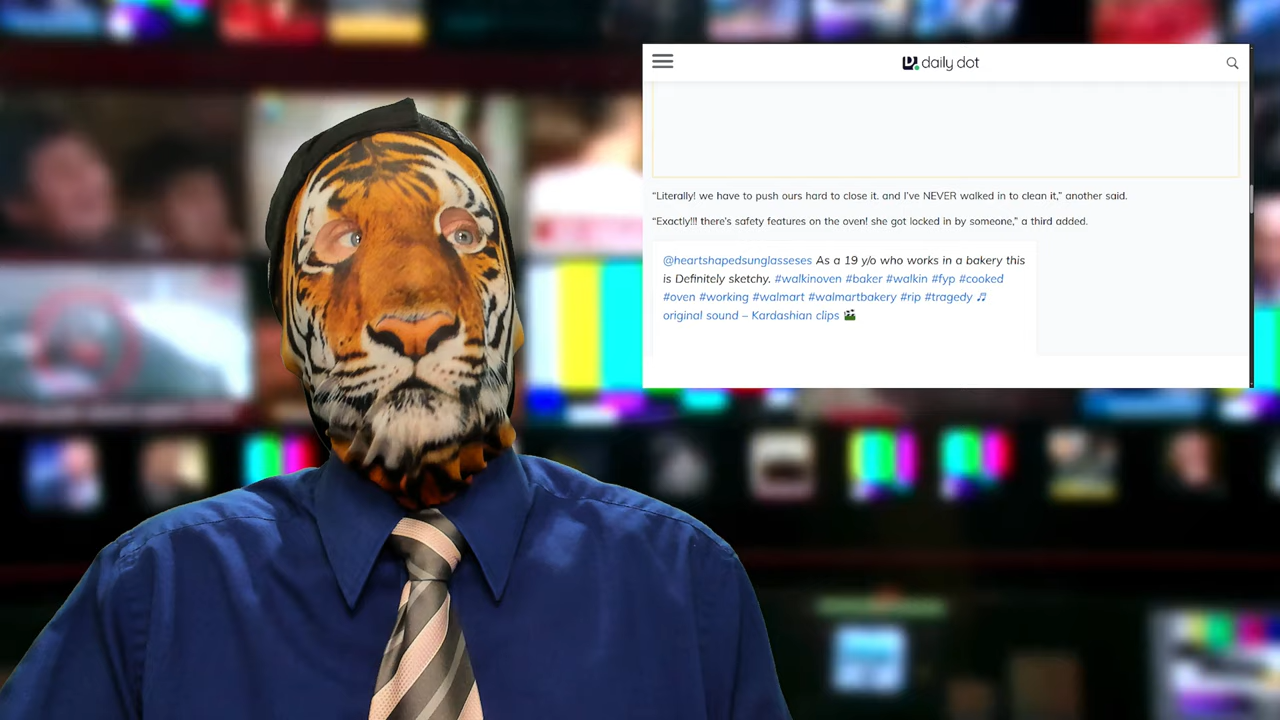 daily dot
“Literally! we have to push ours hard to close it. and I’ve NEVER walked in to clean it,” another said.
“Exactly!!! there’s safety features on the oven! she got locked in by someone,” a third added.
@heartshapedsunglasseses As a 19 y/o who works in a bakery this
is Definitely sketchy. #walkinoven #baker #walkin #fyp #cooked
#oven #working #walmart #walmartbakery #rip #tragedy ♬
original sound – Kardashian clips 🎬